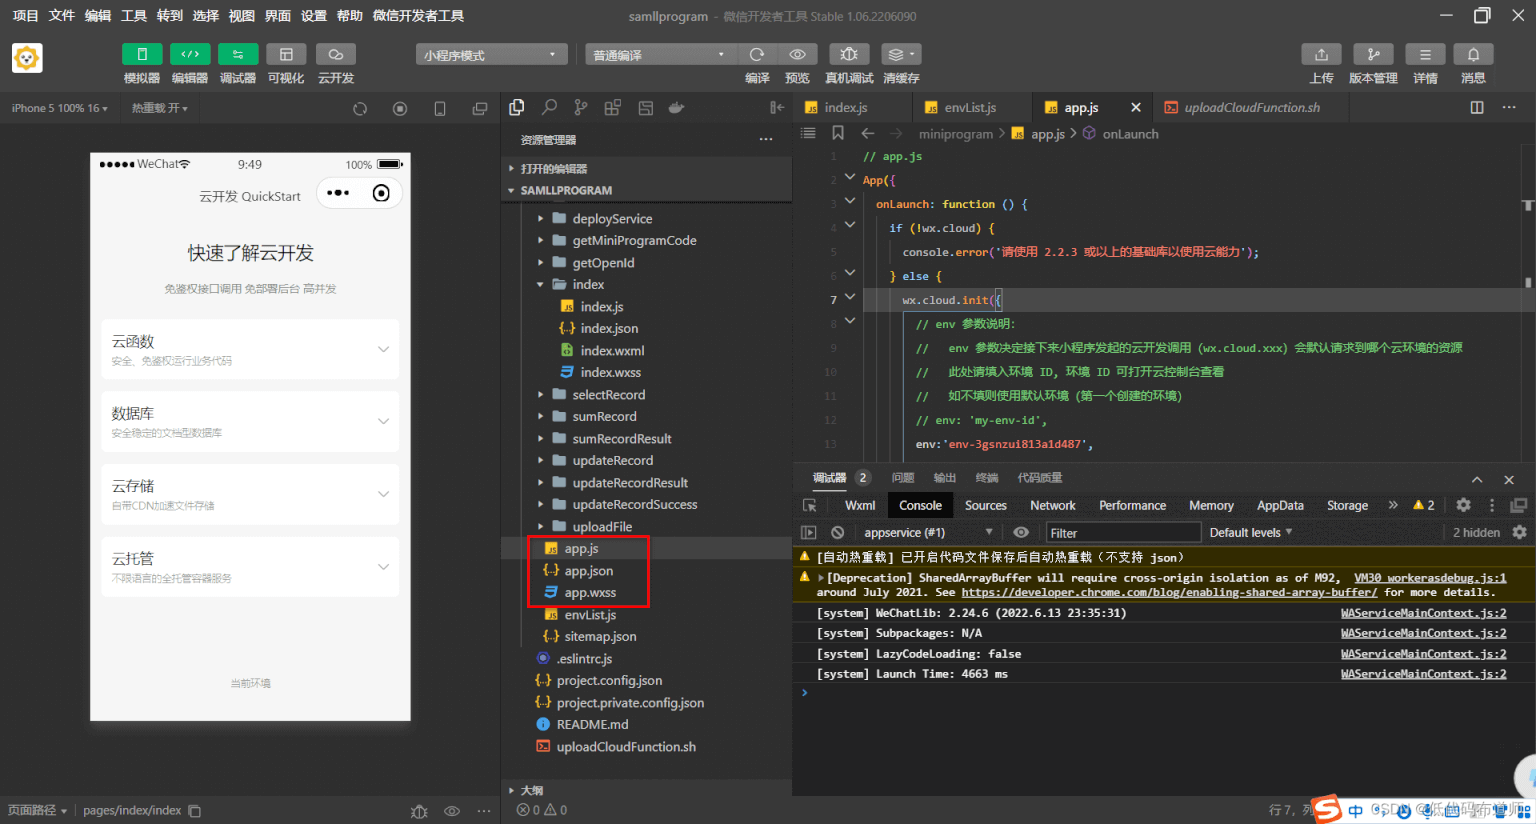 项目 文件 编辑 工具 转到 选择 视图 界面 设置 帮助 微信开发者工具
samllprogram - 微信开发者工具 Stable 1.06.2206090
小程序模式 普通编译
模拟器 编辑器 调试器 可视化 云开发
编译 预览 真机调试 清缓存
上传 版本管理 详情 消息
iPhone 5 100% 16 热重载 开
WeChat 9:49 100%
云开发 QuickStart
快速了解云开发
免鉴权接口调用 免部署后台 高并发
云函数
安全、免鉴权运行业务代码
数据库
安全稳定的文档型数据库
云存储
自带CDN加速文件存储
云托管
不限语言的全托管容器服务
当前环境
页面路径 pages/index/index
资源管理器
打开的编辑器
SAMLLPROGRAM
deployService
getMiniProgramCode
getOpenId
index
index.js
index.json
index.wxml
index.wxss
selectRecord
sumRecord
sumRecordResult
updateRecord
updateRecordResult
updateRecordSuccess
uploadFile
app.js
app.json
app.wxss
envList.js
sitemap.json
.eslintrc.js
project.config.json
project.private.config.json
README.md
uploadCloudFunction.sh
大纲
0 0
index.js envList.js app.js uploadCloudFunction.sh
miniprogram > app.js > onLaunch
1 // app.js
2 App({
3 onLaunch: function () {
4 if (!wx.cloud) {
5 console.error('请使用 2.2.3 或以上的基础库以使用云能力');
6 } else {
7 wx.cloud.init({
8 // env 参数说明:
9 // env 参数决定接下来小程序发起的云开发调用 (wx.cloud.xxx) 会默认请求到哪个云环境的资源
10 // 此处请填入环境 ID, 环境 ID 可打开云控制台查看
11 // 如不填则使用默认环境 (第一个创建的环境)
12 // env: 'my-env-id',
13 env:'env-3gsnzui813a1d487',
调试器 2 问题 输出 终端 代码质量
Wxml Console Sources Network Performance Memory AppData Storage » 2
appservice (#1) Filter Default levels 2 hidden
[自动热重载] 已开启代码文件保存后自动热重载 (不支持 json)
[Deprecation] SharedArrayBuffer will require cross-origin isolation as of M92, VM30 workerasdebug.js:1
around July 2021. See https://developer.chrome.com/blog/enabling-shared-array-buffer/ for more details.
[system] WeChatLib: 2.24.6 (2022.6.13 23:35:31) WAServiceMainContext.js:2
[system] Subpackages: N/A WAServiceMainContext.js:2
[system] LazyCodeLoading: false WAServiceMainContext.js:2
[system] Launch Time: 4663 ms WAServiceMainContext.js:2
行 7, 列
中
CSDN @低代码布道师